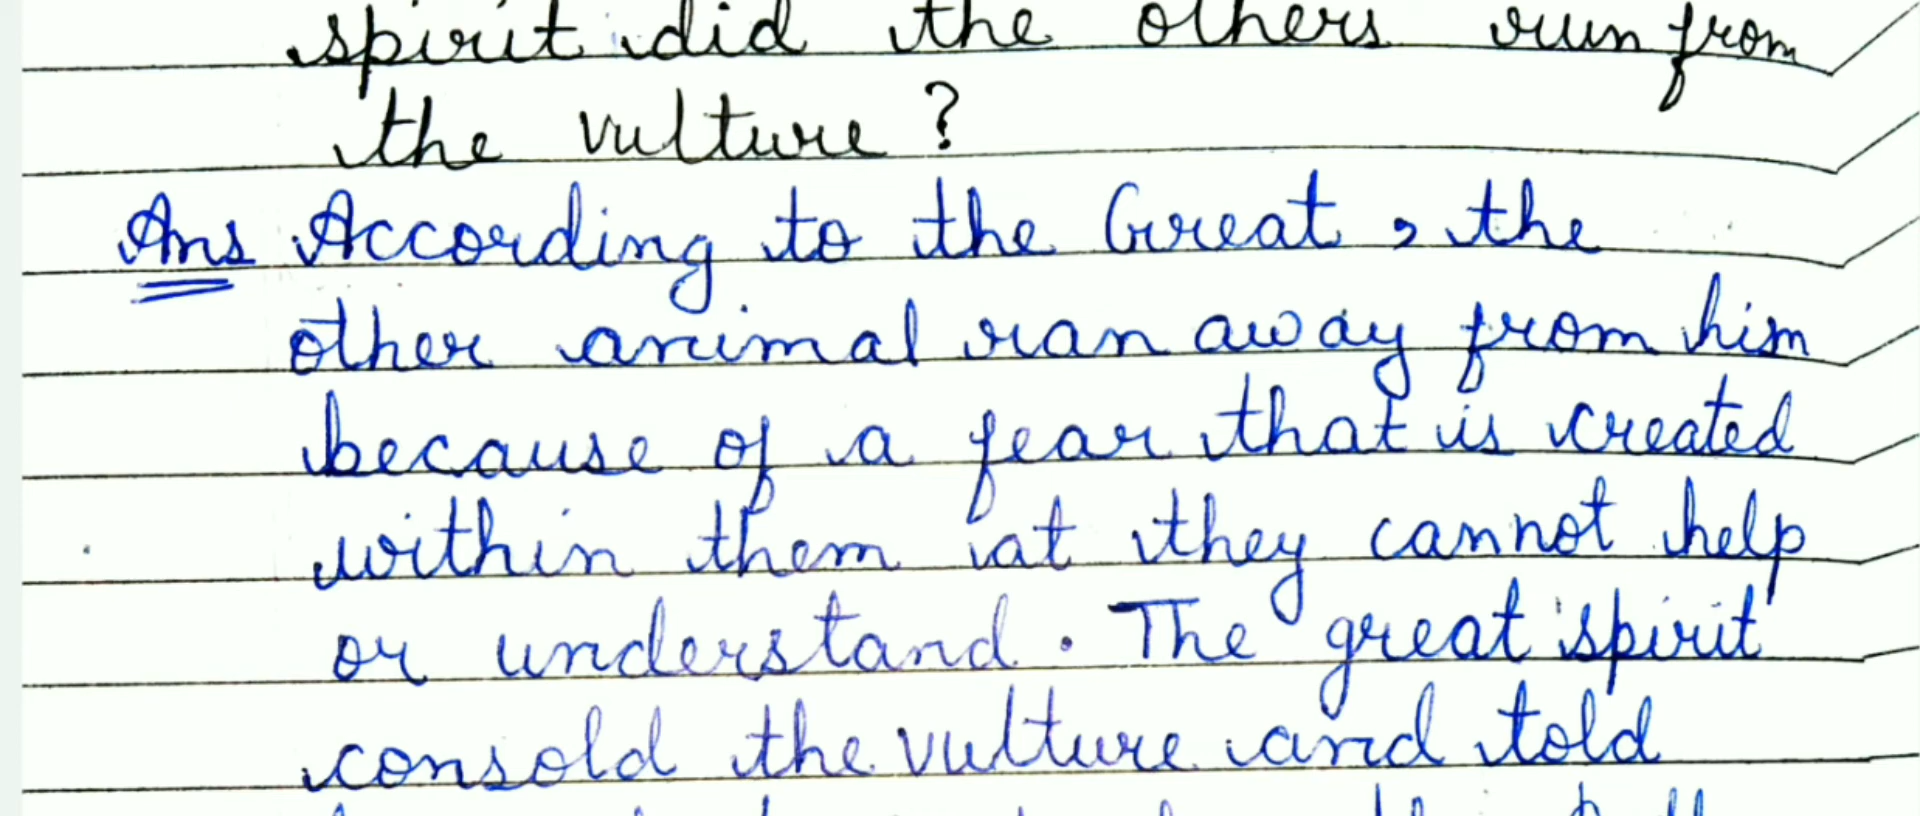 spirit did the others run from
the vulture ?
Ans According to the Great , the
other animal ran away from him
because of a fear that is created
within them at they cannot help
or understand . The great spirit
consold the vulture and told